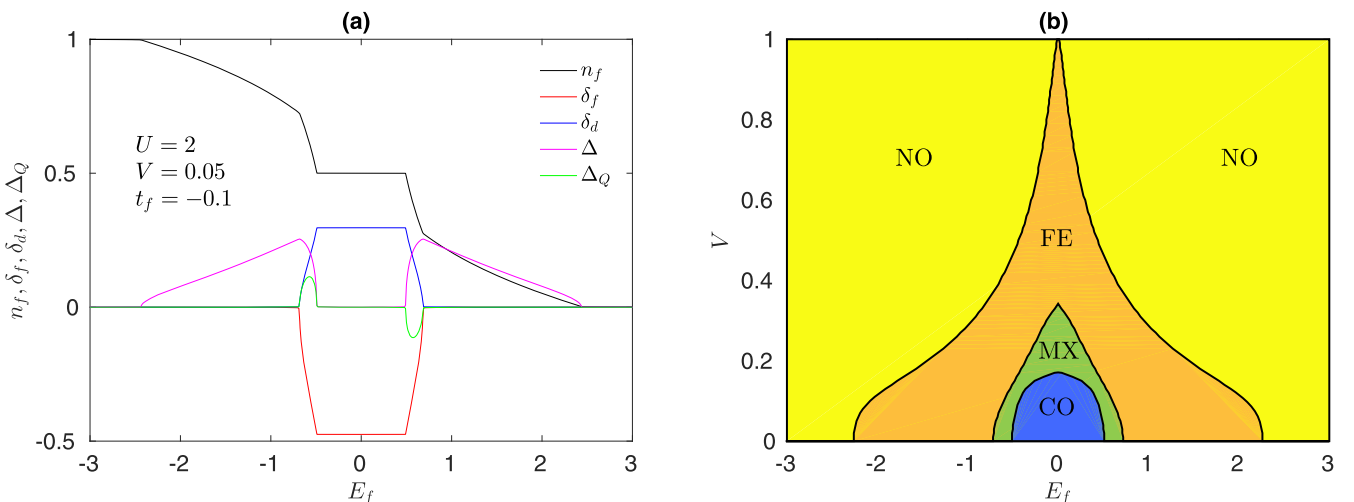 (a)
1
0.5
0
-0.5
-3 -2 -1 0 1 2 3
E_f
n_f, δ_f, δ_d, Δ, Δ_Q
U = 2
V = 0.05
t_f = −0.1
n_f
δ_f
δ_d
Δ
Δ_Q
(b)
1
0.8
0.6
0.4
0.2
0
-3 -2 -1 0 1 2 3
E_f
V
NO
NO
FE
MX
CO